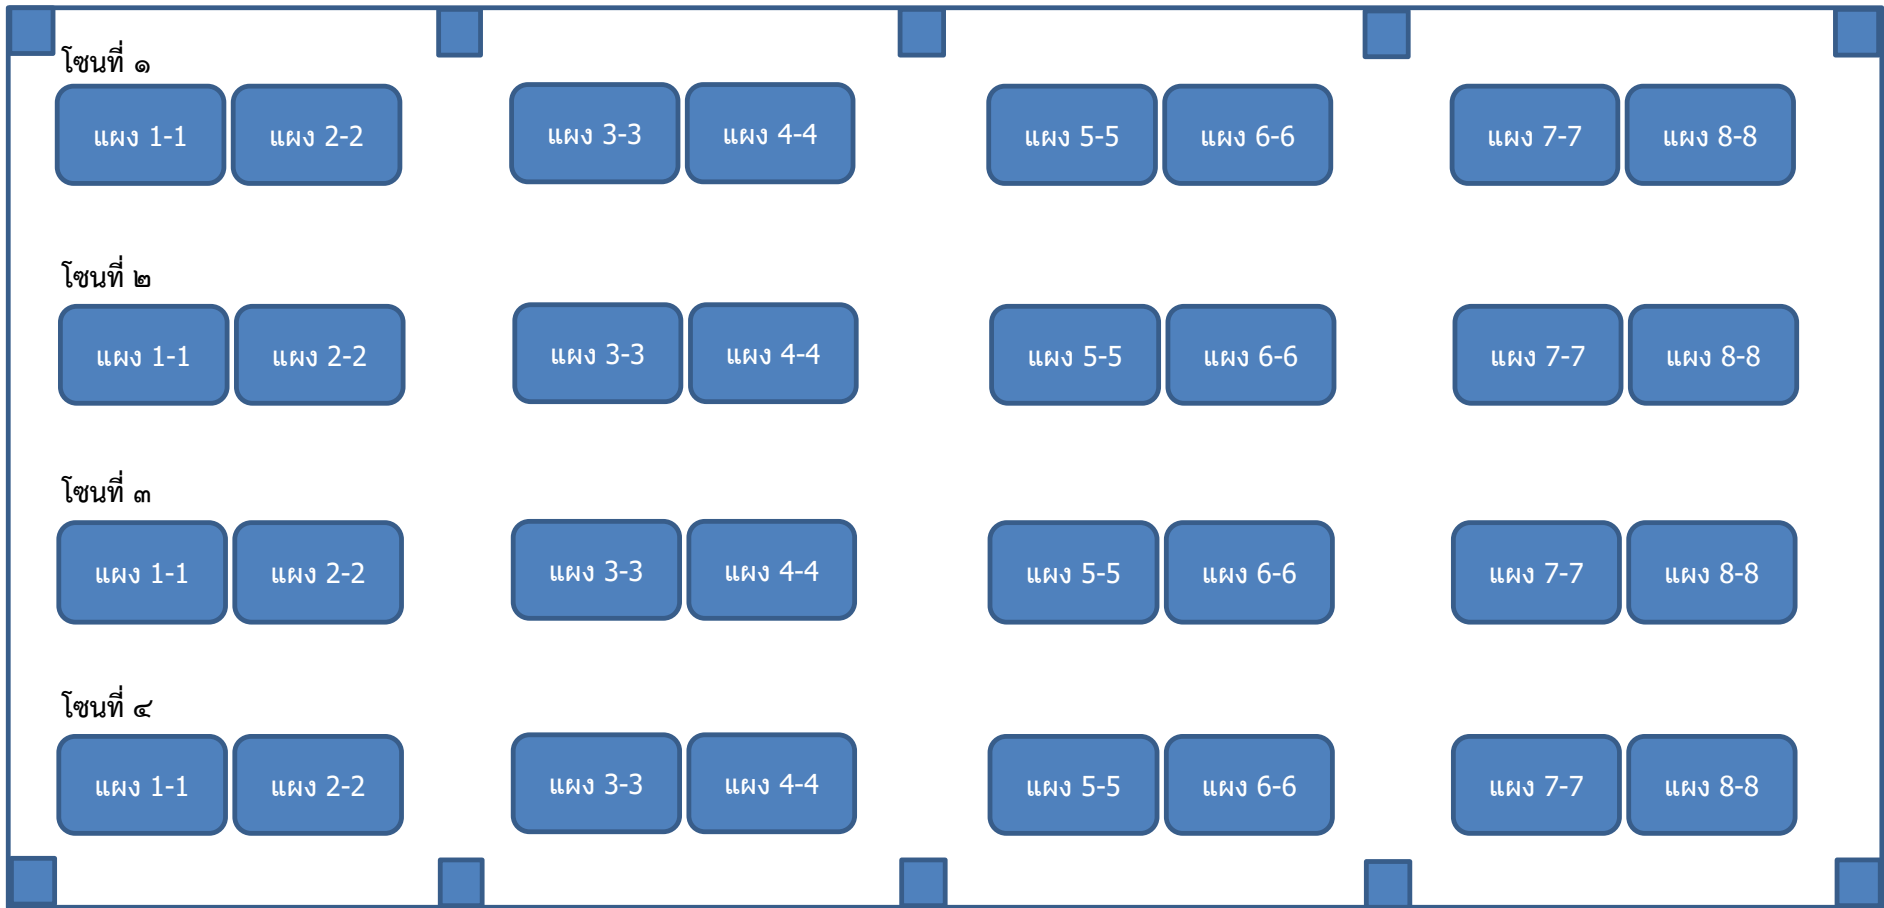 โซนที่ ๑
แผง 1-1 แผง 2-2 แผง 3-3 แผง 4-4 แผง 5-5 แผง 6-6 แผง 7-7 แผง 8-8
โซนที่ ๒
แผง 1-1 แผง 2-2 แผง 3-3 แผง 4-4 แผง 5-5 แผง 6-6 แผง 7-7 แผง 8-8
โซนที่ ๓
แผง 1-1 แผง 2-2 แผง 3-3 แผง 4-4 แผง 5-5 แผง 6-6 แผง 7-7 แผง 8-8
โซนที่ ๔
แผง 1-1 แผง 2-2 แผง 3-3 แผง 4-4 แผง 5-5 แผง 6-6 แผง 7-7 แผง 8-8